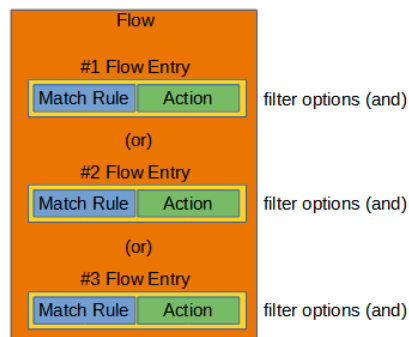 Flow
#1 Flow Entry
Match Rule Action filter options (and)
(or)
#2 Flow Entry
Match Rule Action filter options (and)
(or)
#3 Flow Entry
Match Rule Action filter options (and)